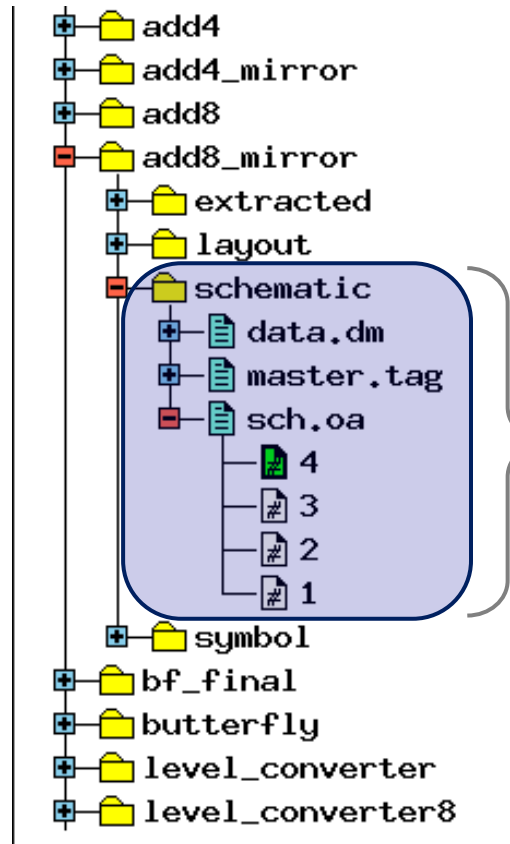 add4
add4_mirror
add8
add8_mirror
extracted
layout
schematic
data.dm
master.tag
sch.oa
4
3
2
1
symbol
bf_final
butterfly
level_converter
level_converter8